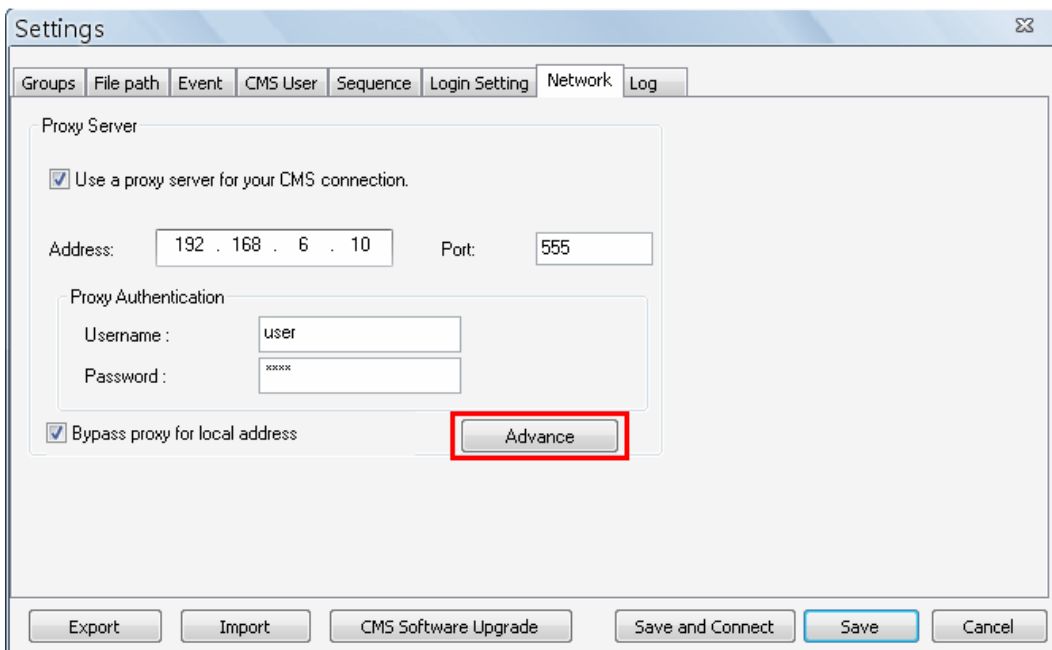 Settings
Groups File path Event CMS User Sequence Login Setting Network Log
Proxy Server
Use a proxy server for your CMS connection.
Address: 192 . 168 . 6 . 10 Port: 555
Proxy Authentication
Username : user
Password : xxxx
Bypass proxy for local address Advance
Export Import CMS Software Upgrade Save and Connect Save Cancel